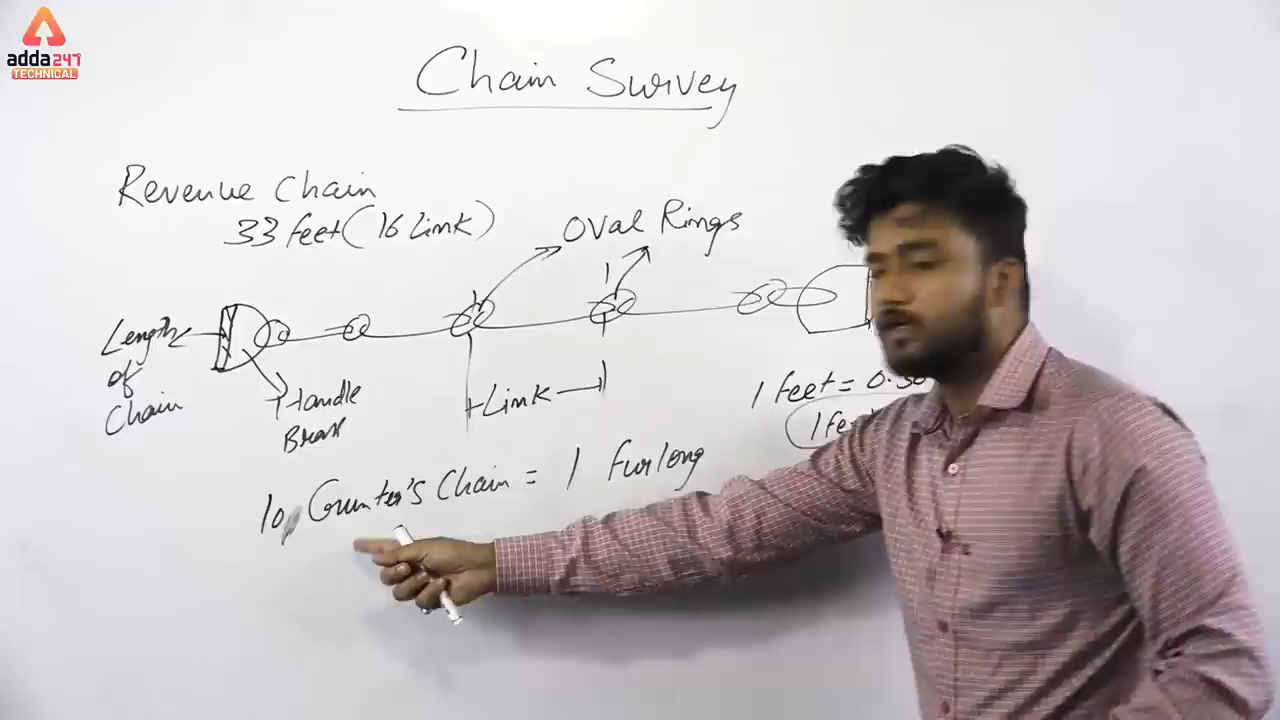 adda247
TECHNICAL
Chain Survey
Revenue Chain
33 feet (16 Link)
Oval Rings
Length
of
Chain
Handle
Brass
Link
1 feet = 0.30
1 fe
10 Gunter's Chain = 1 Furlong